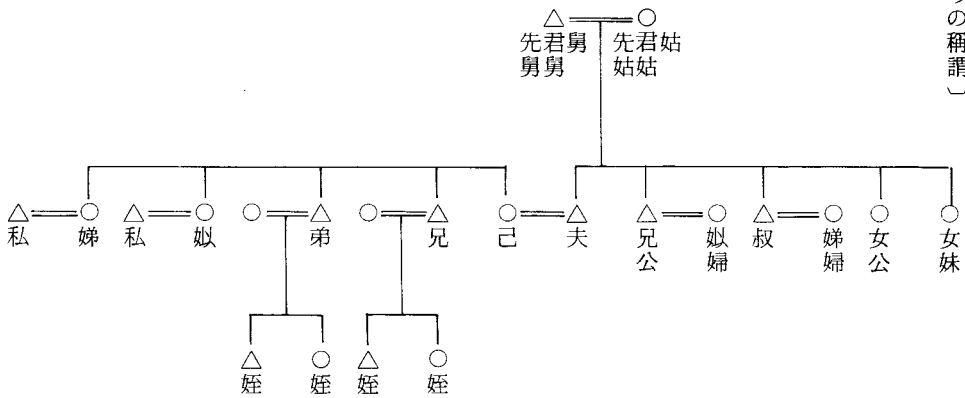 の稱謂〕
舅
君舅
先舅
姑
君姑
先姑
私
娣
私
姒
弟
兄
己
夫
兄公
姒婦
叔
娣婦
女公
女妹
姪
姪
姪
姪